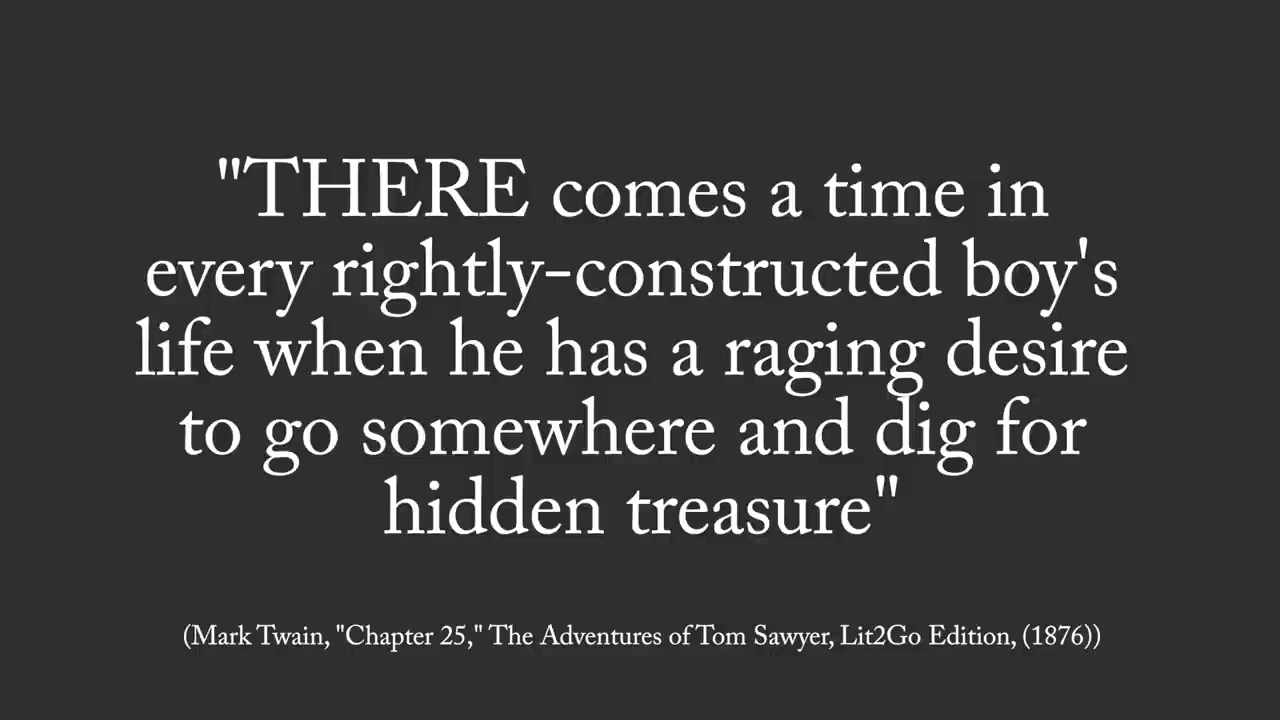 "THERE comes a time in
every rightly-constructed boy's
life when he has a raging desire
to go somewhere and dig for
hidden treasure"
(Mark Twain, "Chapter 25," The Adventures of Tom Sawyer, Lit2Go Edition, (1876))